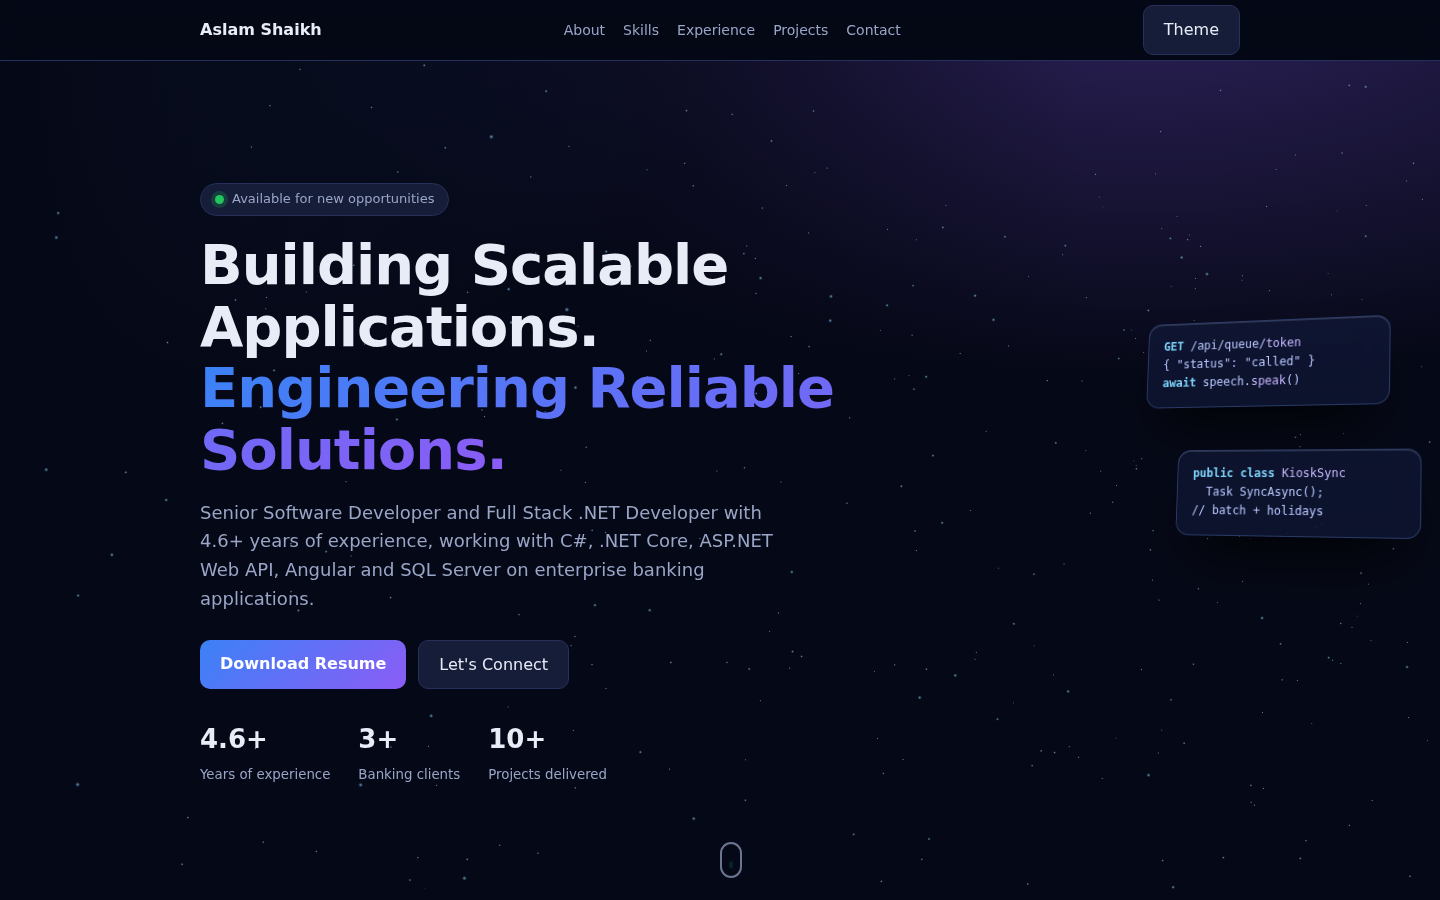 Aslam Shaikh
About Skills Experience Projects Contact
Theme
Available for new opportunities
Building Scalable
Applications.
Engineering Reliable
Solutions.
Senior Software Developer and Full Stack .NET Developer with
4.6+ years of experience, working with C#, .NET Core, ASP.NET
Web API, Angular and SQL Server on enterprise banking
applications.
Download Resume
Let's Connect
4.6+
Years of experience
3+
Banking clients
10+
Projects delivered
GET /api/queue/token
{ "status": "called" }
await speech.speak()
public class KioskSync
Task SyncAsync();
// batch + holidays